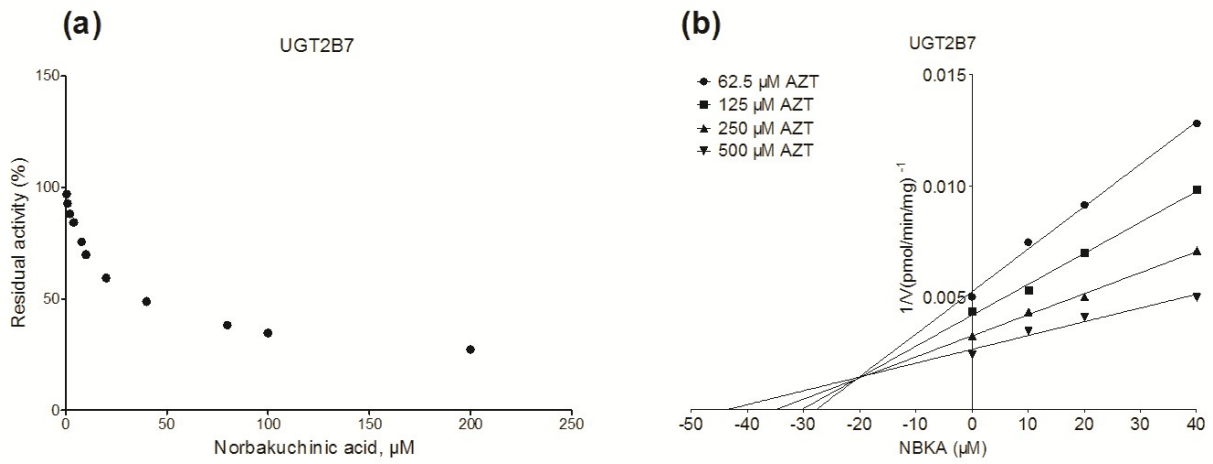 (a)
UGT2B7
150
100
50
0
Residual activity (%)
0 50 100 150 200 250
Norbakuchinic acid, μM
(b)
UGT2B7
62.5 μM AZT
125 μM AZT
250 μM AZT
500 μM AZT
0.015
0.010
0.005
1/V(pmol/min/mg) -1
-50 -40 -30 -20 -10 0 10 20 30 40
NBKA (μM)